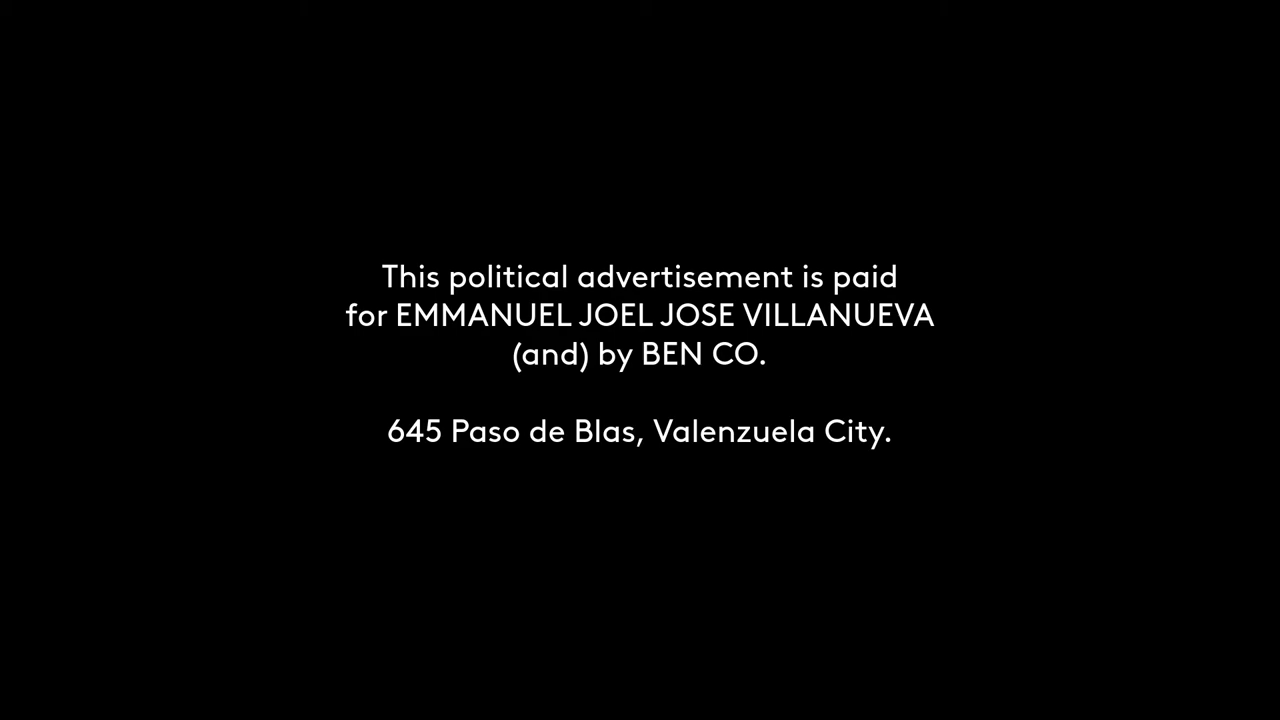 This political advertisement is paid
for EMMANUEL JOEL JOSE VILLANUEVA
(and) by BEN CO.
645 Paso de Blas, Valenzuela City.